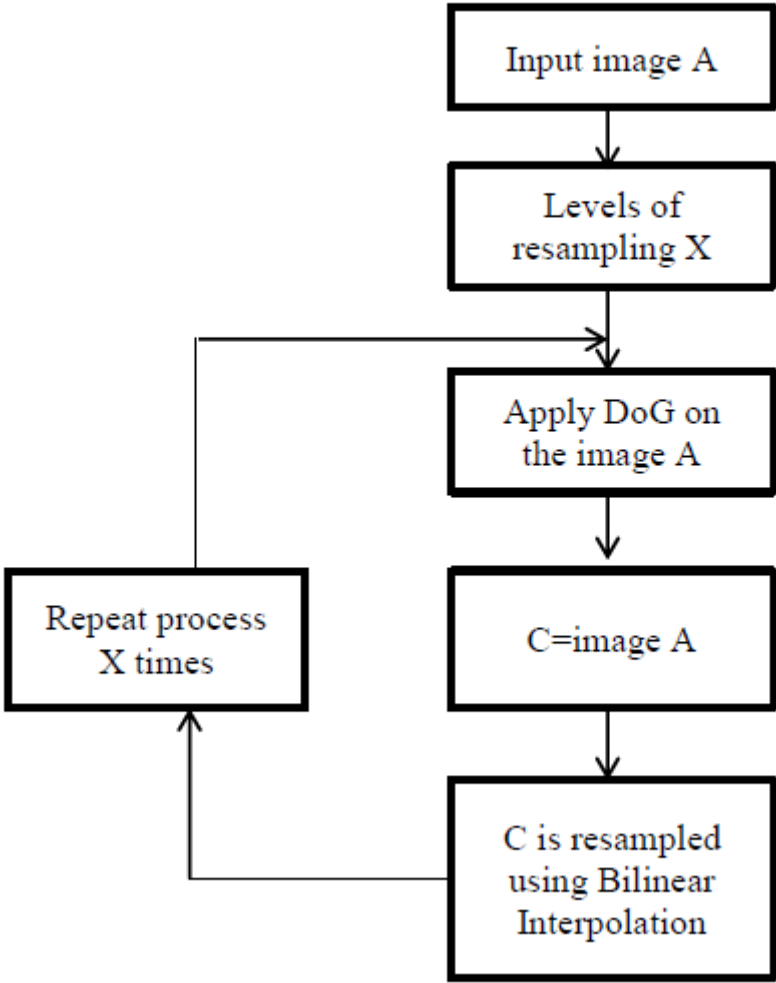 Input image A
Levels of
resampling X
Apply DoG on
the image A
Repeat process
X times
C=image A
C is resampled
using Bilinear
Interpolation